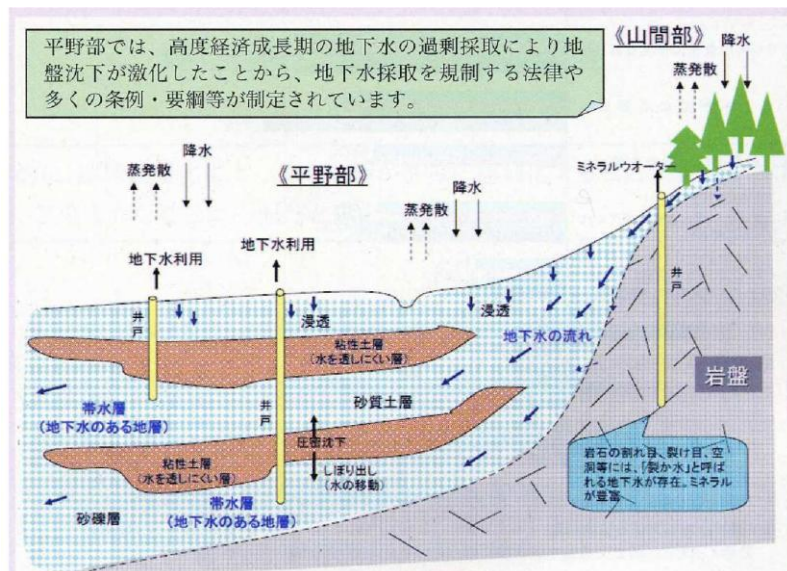 平野部では、高度経済成長期の地下水の過剰採取により地
盤沈下が激化したことから、地下水採取を規制する法律や
多くの条例・要綱等が制定されています。
《山間部》
降水
蒸発散
ミネラルウオーター
降水
蒸発散
《平野部》
降水
蒸発散
地下水利用
地下水利用
井戸
井戸
浸透
浸透
地下水の流れ
岩盤
粘性土層
(水を透しにくい層)
砂質土層
帯水層
(地下水のある地層)
井戸
圧密沈下
粘性土層
(水を透しにくい層)
しぼり出し
(水の移動)
帯水層
(地下水のある地層)
砂礫層
岩石の割れ目、裂け目、空
洞等には、「裂か水」と呼ば
れる地下水が存在。ミネラル
が豊富